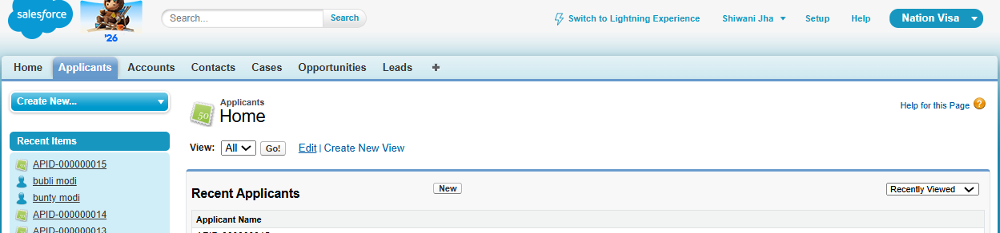 salesforce
'26
Search...
Search
Switch to Lightning Experience
Shiwani Jha
Setup
Help
Nation Visa
Home Applicants Accounts Contacts Cases Opportunities Leads +
Create New...
Recent Items
APID-000000015
bubli modi
bunty modi
APID-000000014
APID-000000013
50
Applicants
Home
Help for this Page ?
View: All Go! Edit | Create New View
Recent Applicants New Recently Viewed
Applicant Name